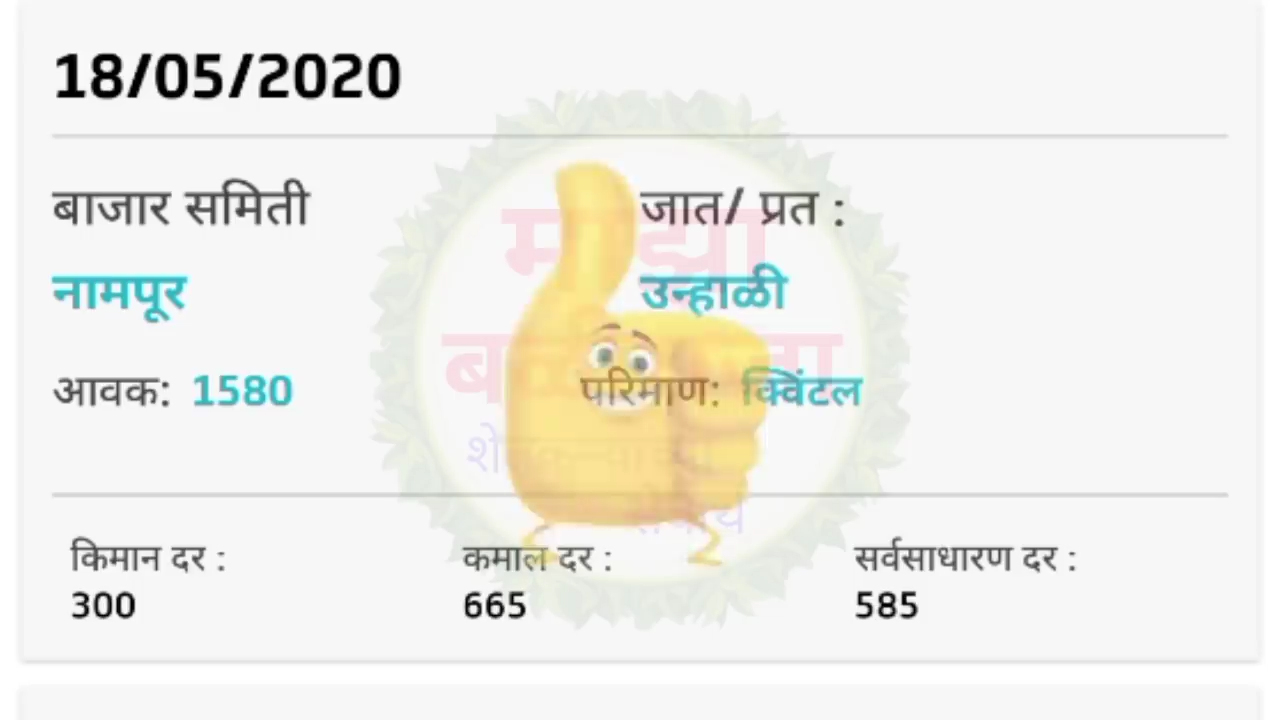 18/05/2020
बाजार समिती
जात/ प्रत :
नामपूर
उन्हाळी
आवक: 1580
परिमाण: क्विंटल
किमान दर :
कमाल दर :
सर्वसाधारण दर :
300
665
585